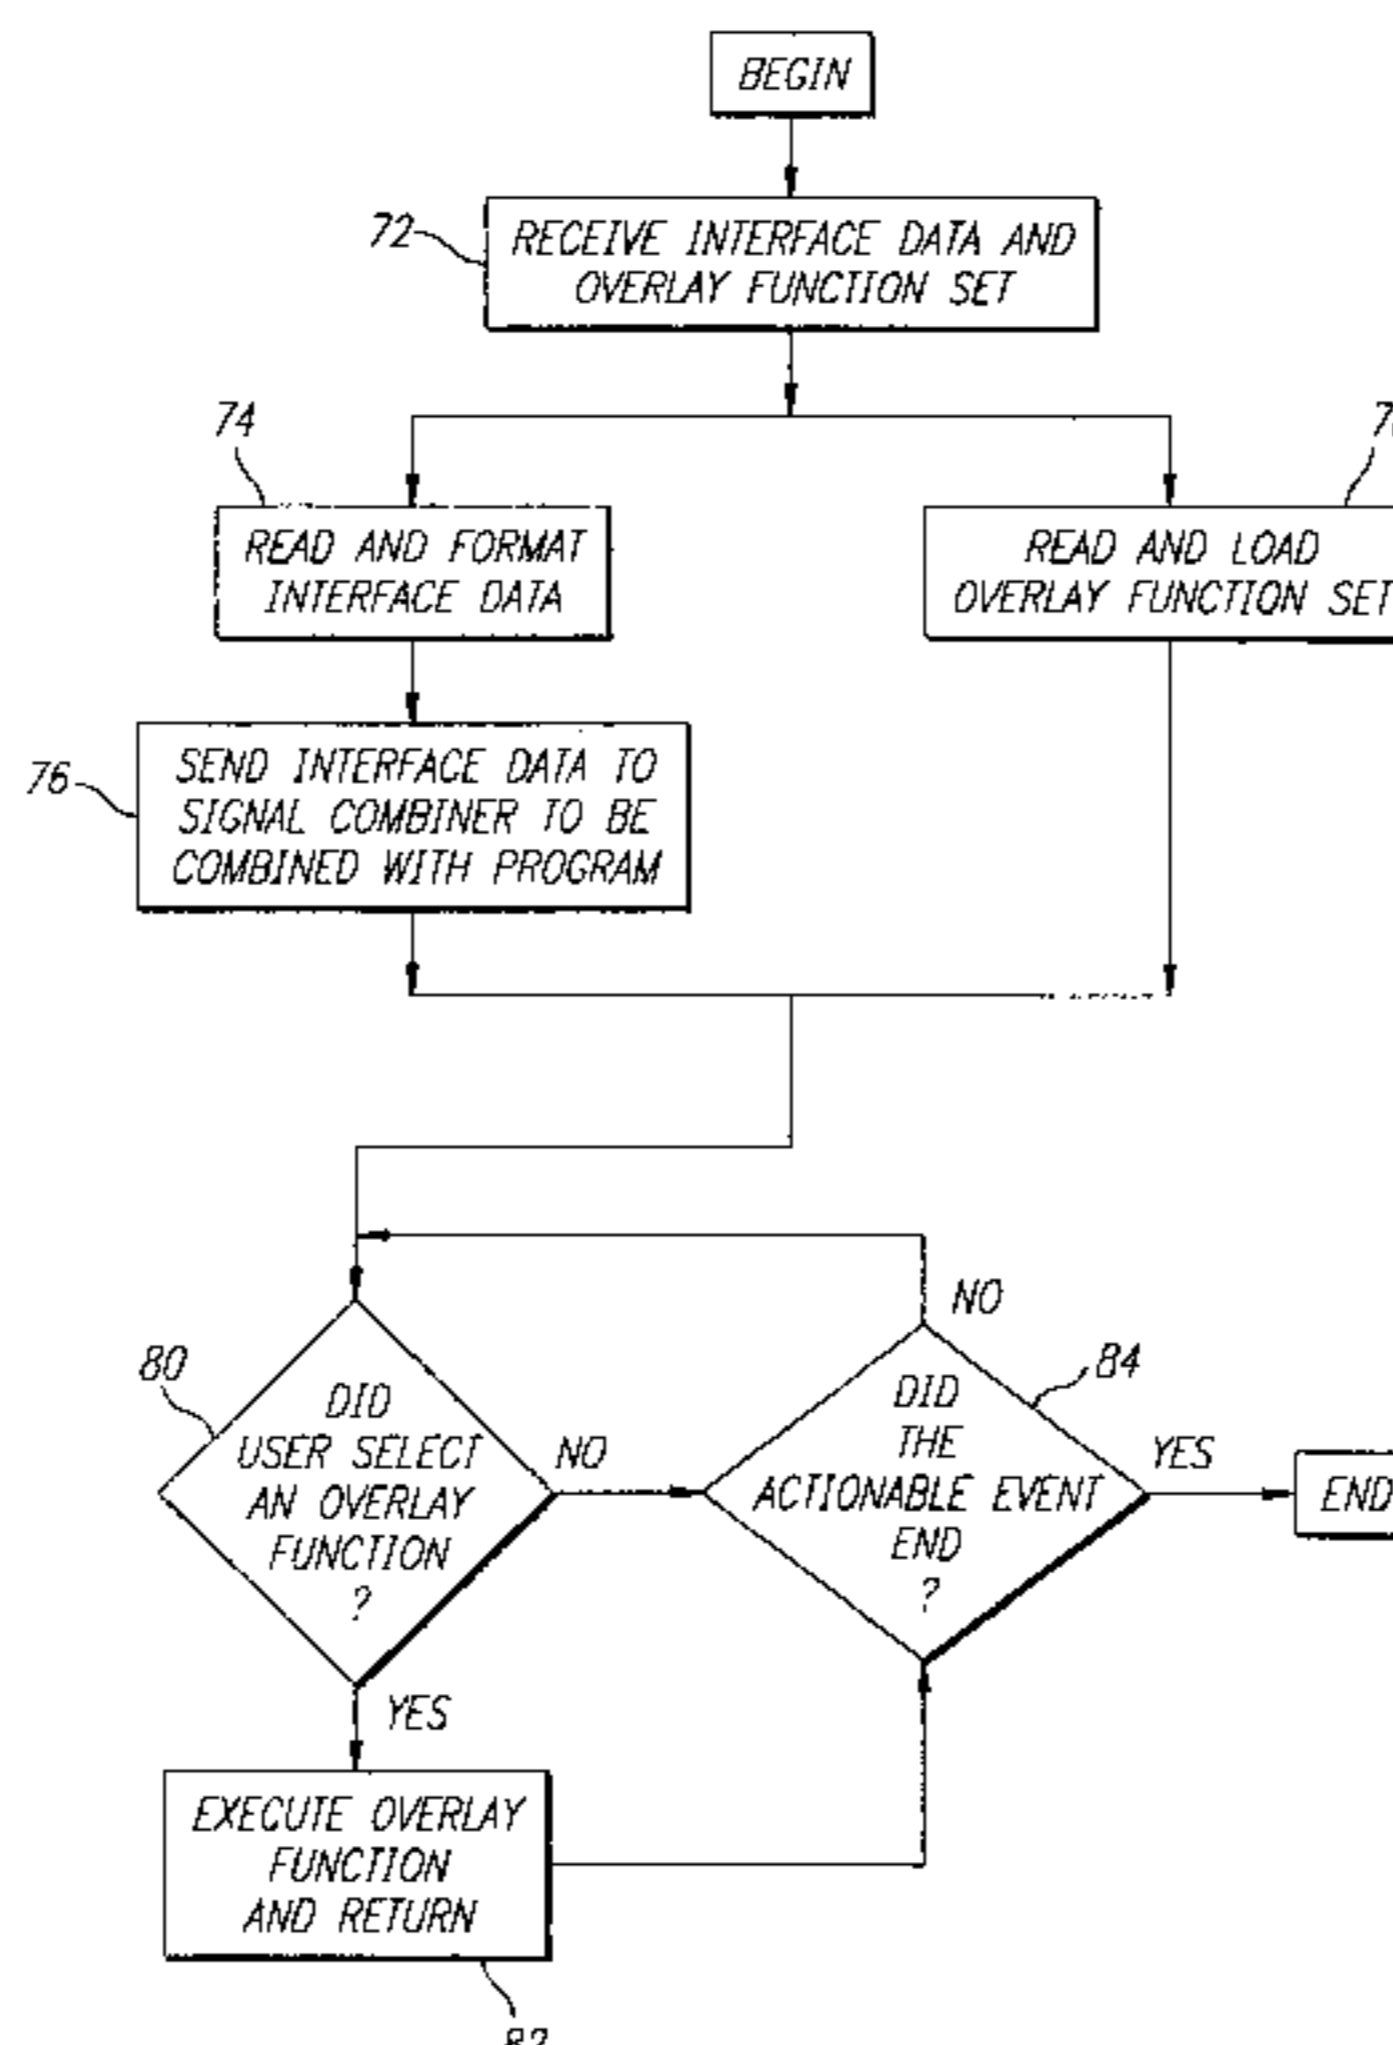 BEGIN
72
RECEIVE INTERFACE DATA AND
OVERLAY FUNCTION SET
74
READ AND FORMAT
INTERFACE DATA
READ AND LOAD
OVERLAY FUNCTION SET
76
SEND INTERFACE DATA TO
SIGNAL COMBINER TO BE
COMBINED WITH PROGRAM
80
DID
USER SELECT
AN OVERLAY
FUNCTION
?
NO
YES
NO
84
DID
THE
ACTIONABLE EVENT
END
?
YES
END
EXECUTE OVERLAY
FUNCTION
AND RETURN
82